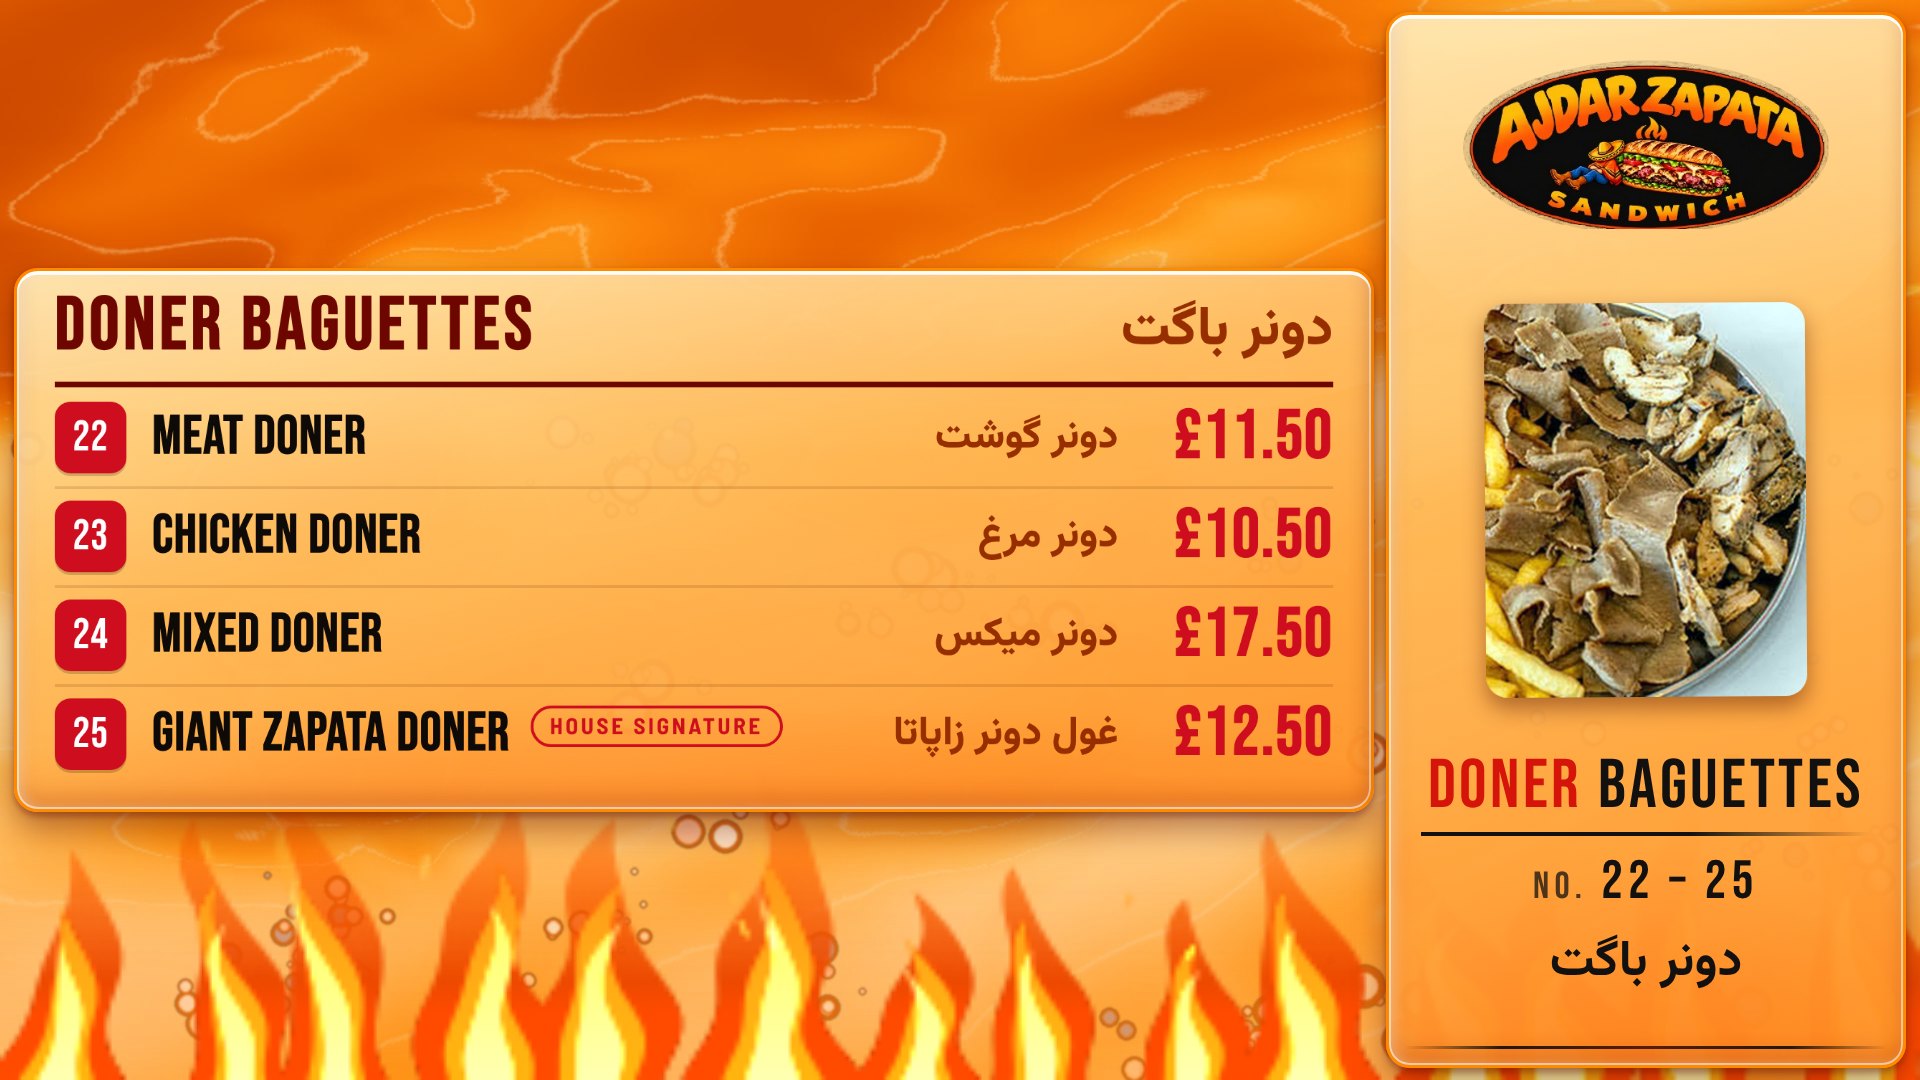 DONER BAGUETTES
دونر باگت
22 MEAT DONER دونر گوشت £11.50
23 CHICKEN DONER دونر مرغ £10.50
24 MIXED DONER دونر میکس £17.50
25 GIANT ZAPATA DONER HOUSE SIGNATURE غول دونر زاپاتا £12.50
AJDAR ZAPATA
SANDWICH
DONER BAGUETTES
NO. 22 – 25
دونر باگت